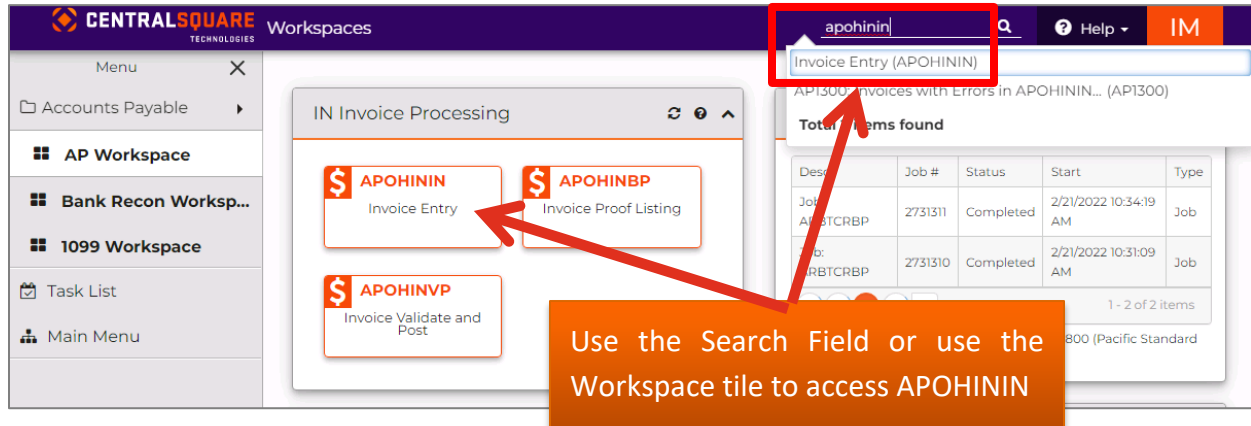 CENTRALSQUARE
TECHNOLOGIES
Workspaces
apohinin
Help
IM
Menu X
Accounts Payable
AP Workspace
Bank Recon Worksp...
1099 Workspace
Task List
Main Menu
IN Invoice Processing
$ APOHININ
Invoice Entry
$ APOHINBP
Invoice Proof Listing
$ APOHINVP
Invoice Validate and
Post
Invoice Entry (APOHININ)
AP1300: Invoices with Errors in APOHININ... (AP1300)
Total items found
Job # Status Start Type
2731311 Completed 2/21/2022 10:34:19 AM Job
2731310 Completed 2/21/2022 10:31:09 AM Job
ARBTCRBP
1 - 2 of 2 items
800 (Pacific Standard
Use the Search Field or use the
Workspace tile to access APOHININ